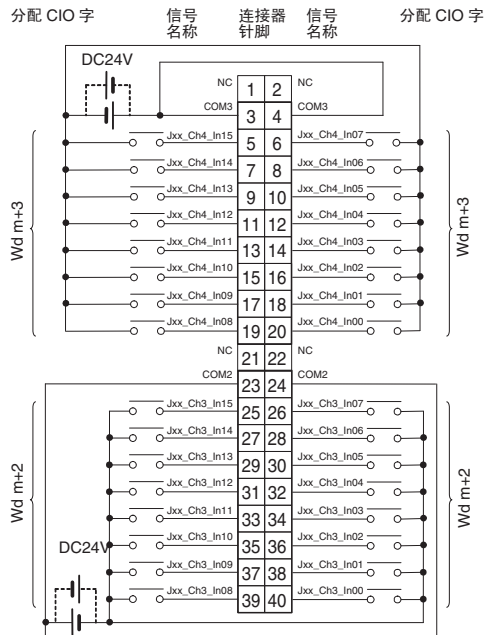 分配 CIO 字 信号名称 连接器针脚 信号名称 分配 CIO 字
DC24V
NC 1 2 NC
COM3 3 4 COM3
Jxx_Ch4_In15 5 6 Jxx_Ch4_In07
Jxx_Ch4_In14 7 8 Jxx_Ch4_In06
Jxx_Ch4_In13 9 10 Jxx_Ch4_In05
Jxx_Ch4_In12 11 12 Jxx_Ch4_In04
Jxx_Ch4_In11 13 14 Jxx_Ch4_In03
Jxx_Ch4_In10 15 16 Jxx_Ch4_In02
Jxx_Ch4_In09 17 18 Jxx_Ch4_In01
Jxx_Ch4_In08 19 20 Jxx_Ch4_In00
Wd m+3
Wd m+3
NC 21 22 NC
COM2 23 24 COM2
Jxx_Ch3_In15 25 26 Jxx_Ch3_In07
Jxx_Ch3_In14 27 28 Jxx_Ch3_In06
Jxx_Ch3_In13 29 30 Jxx_Ch3_In05
Jxx_Ch3_In12 31 32 Jxx_Ch3_In04
Jxx_Ch3_In11 33 34 Jxx_Ch3_In03
Jxx_Ch3_In10 35 36 Jxx_Ch3_In02
Jxx_Ch3_In09 37 38 Jxx_Ch3_In01
Jxx_Ch3_In08 39 40 Jxx_Ch3_In00
Wd m+2
Wd m+2
DC24V